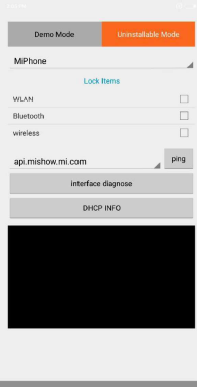 Demo Mode
Uninstallable Mode
MiPhone
Lock Items
WLAN
Bluetooth
wireless
api.mishow.mi.com
ping
interface diagnose
DHCP INFO